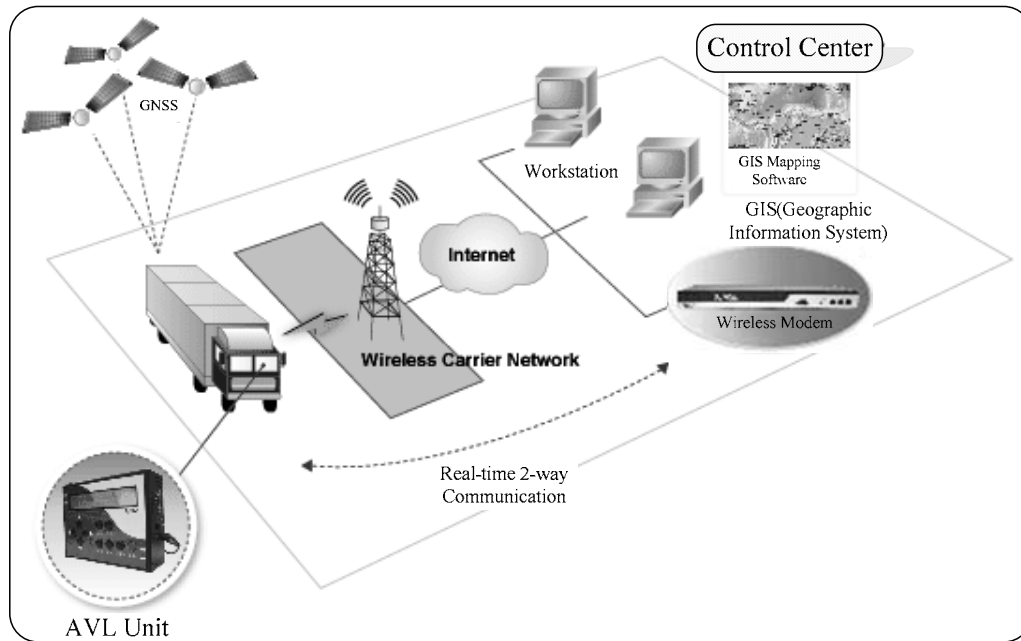 Control Center
GNSS
GIS Mapping
Software
Workstation
GIS(Geographic
Information System)
Internet
Wireless Modem
Wireless Carrier Network
Real-time 2-way
Communication
AVL Unit